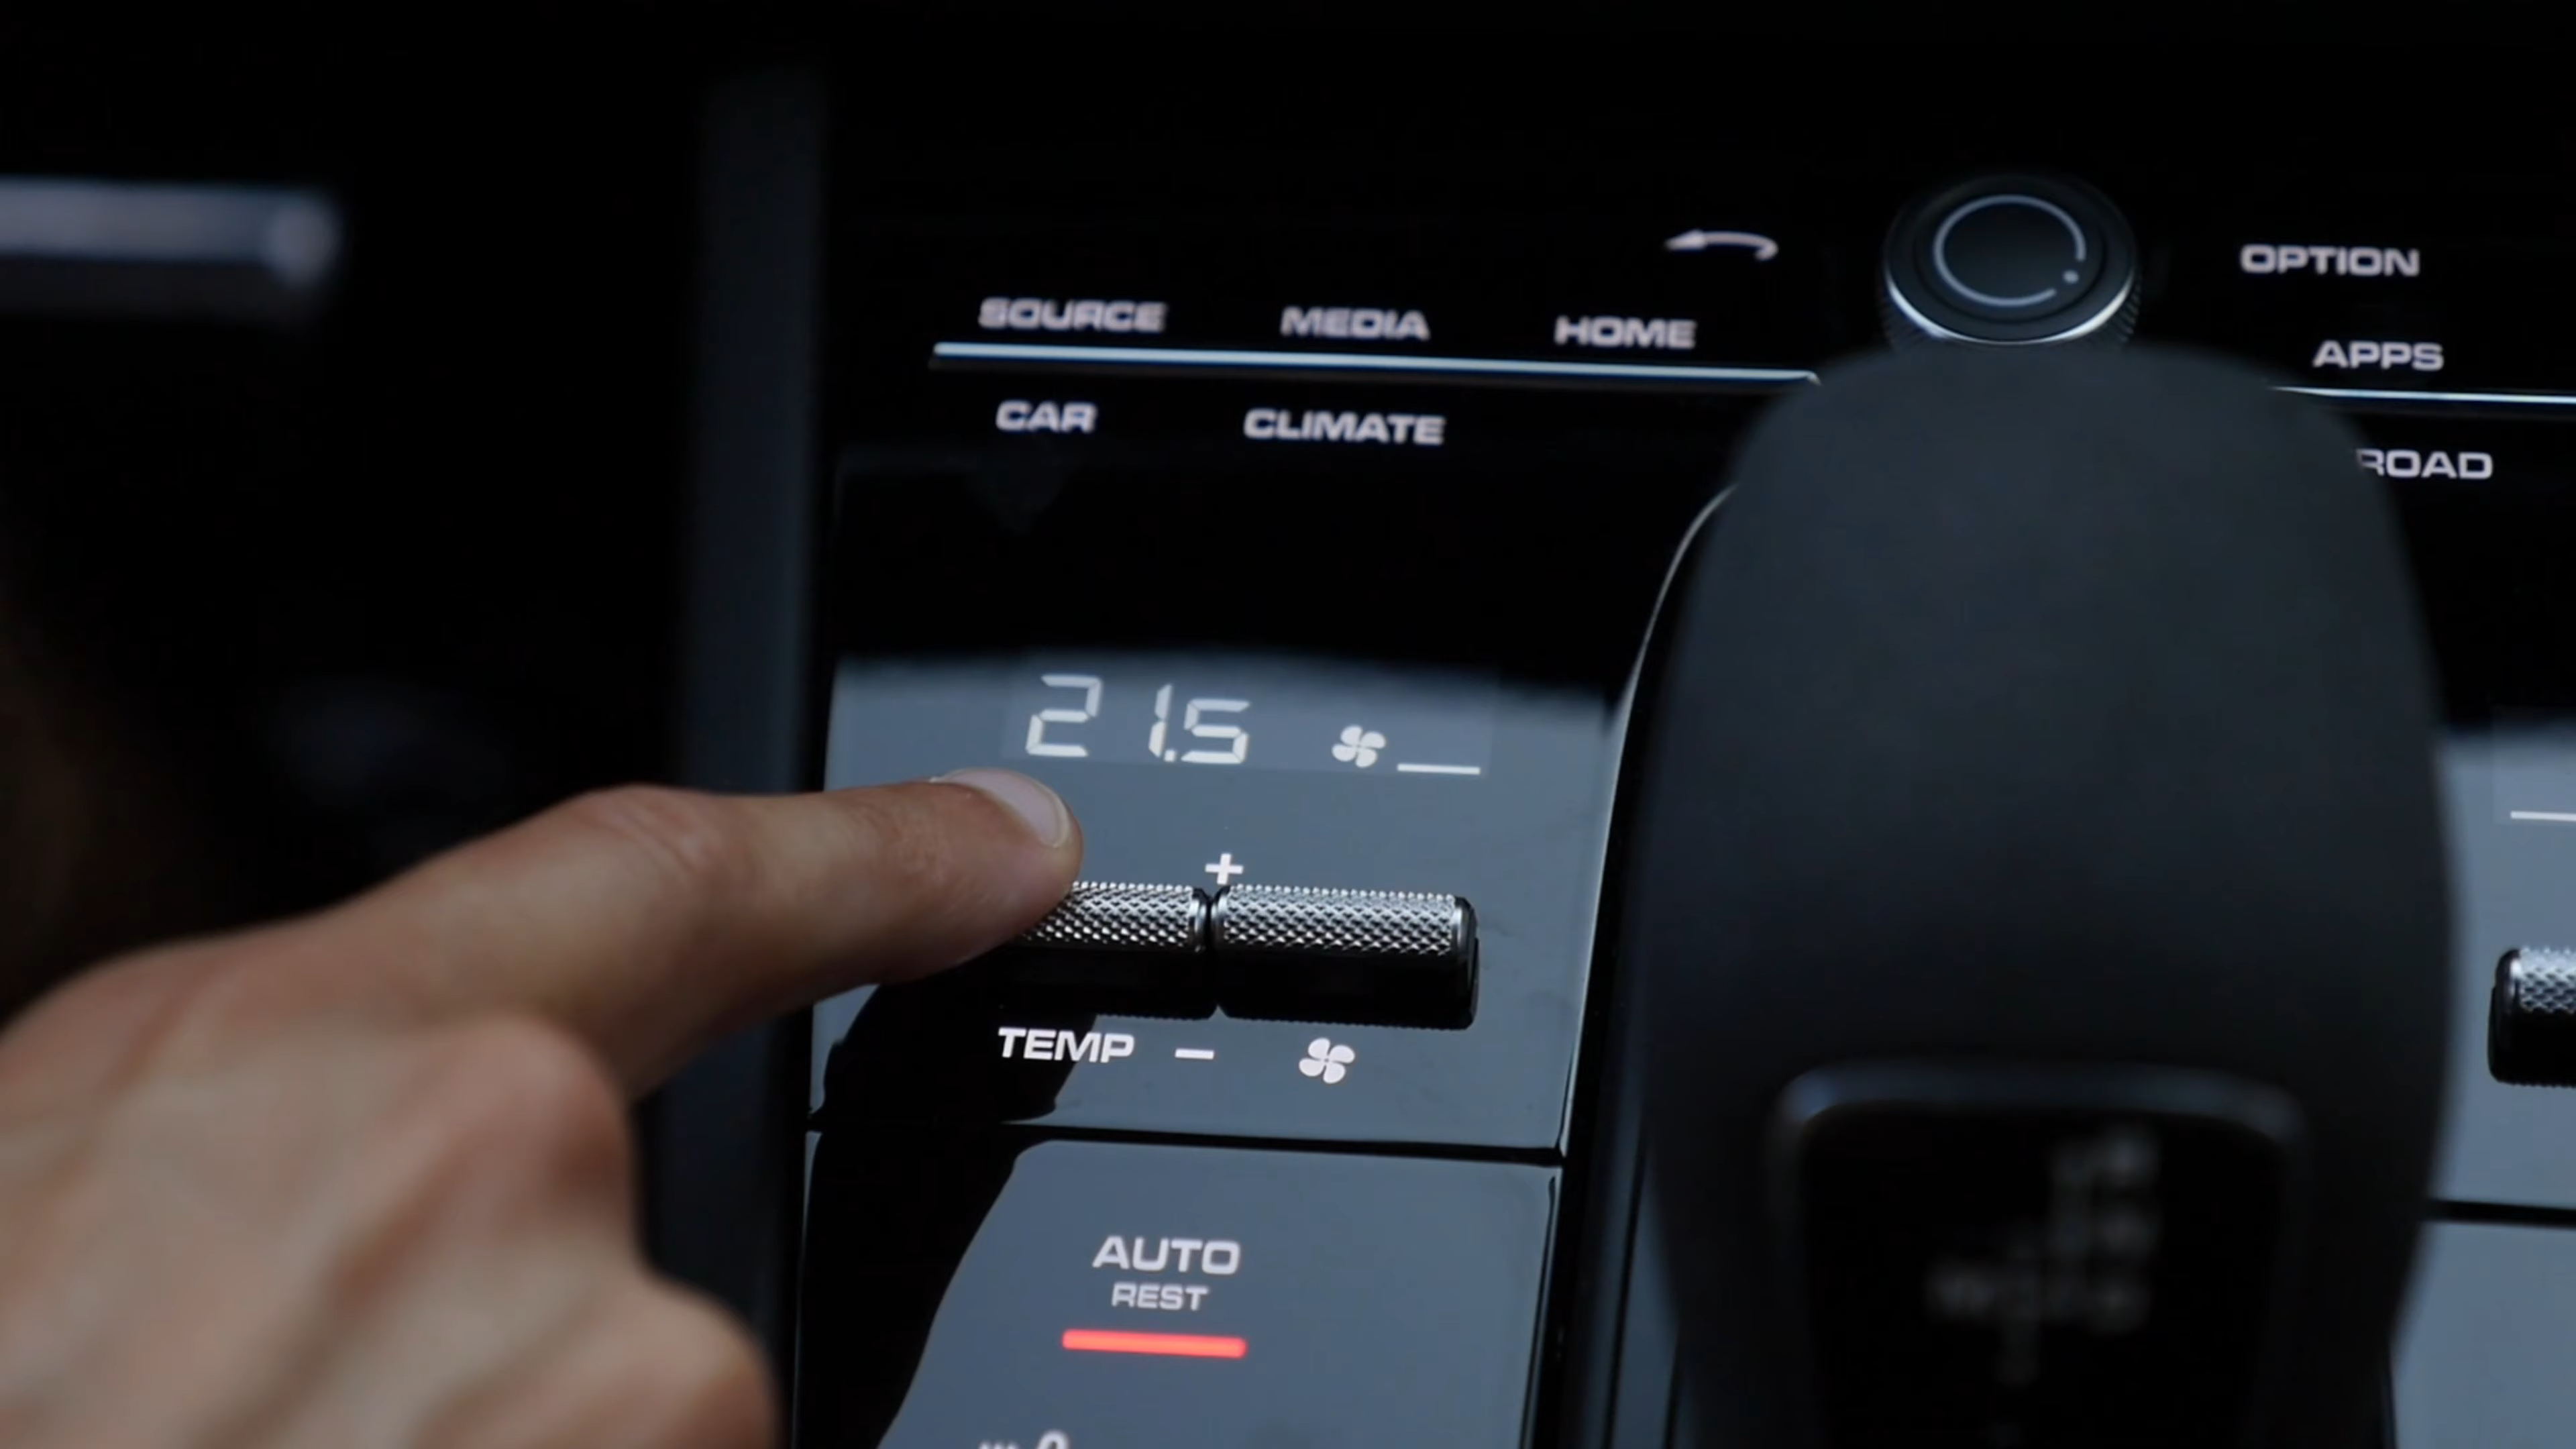 OPTION
SOURCE MEDIA HOME
APPS
CAR CLIMATE
ROAD
21.5
+
TEMP −
AUTO
REST